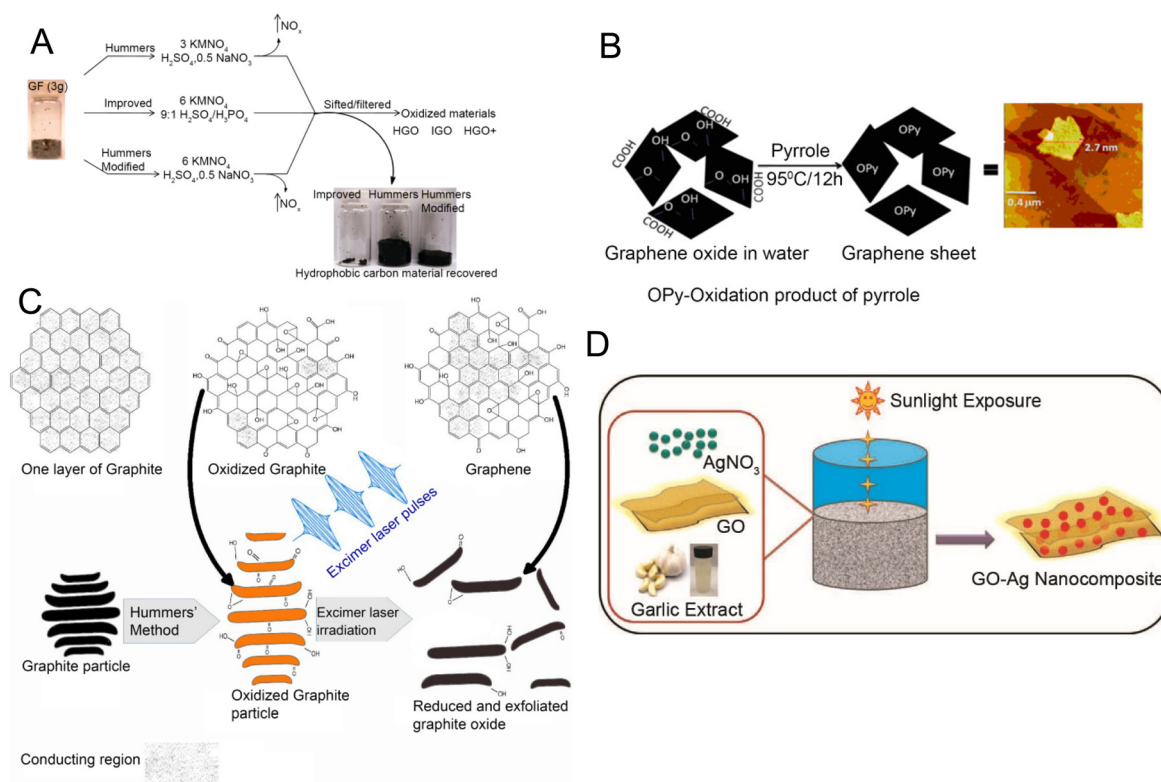 A
Hummers
3 KMNO4
H2SO4,0.5 NaNO3
↑NOx
GF (3g)
Improved
6 KMNO4
9:1 H2SO4/H3PO4
Sifted/filtered
Oxidized materials
HGO IGO HGO+
Hummers
Modified
6 KMNO4
H2SO4,0.5 NaNO3
↑NOx
Improved
Hummers
Hummers
Modified
Hydrophobic carbon material recovered
B
COOH
OH
O
OH
COOH
O
O
OH
COOH
OH
O
COOH
Pyrrole
95⁰C/12h
OPy
OPy
OPy
OPy
=
2.7 nm
0.4 µm
Graphene oxide in water
Graphene sheet
OPy-Oxidation product of pyrrole
C
One layer of Graphite
Oxidized Graphite
Graphene
Excimer laser pulses
Hummers'
Method
Excimer laser
irradiation
Graphite particle
Oxidized Graphite
particle
Reduced and exfoliated
graphite oxide
Conducting region
D
Sunlight Exposure
AgNO3
GO
Garlic Extract
GO-Ag Nanocomposite